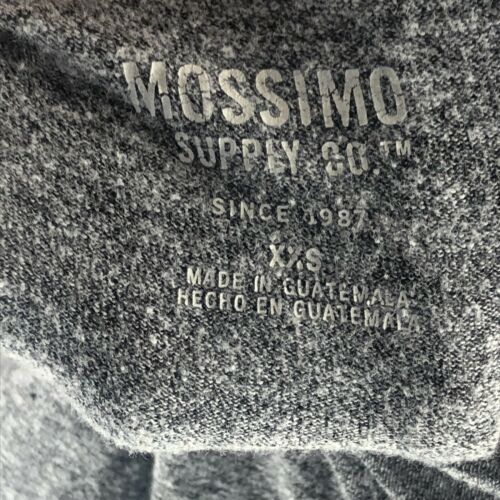 MOSSIMO
SUPPLY CO.™
SINCE 1987
XXS
MADE IN GUATEMALA
HECHO EN GUATEMALA